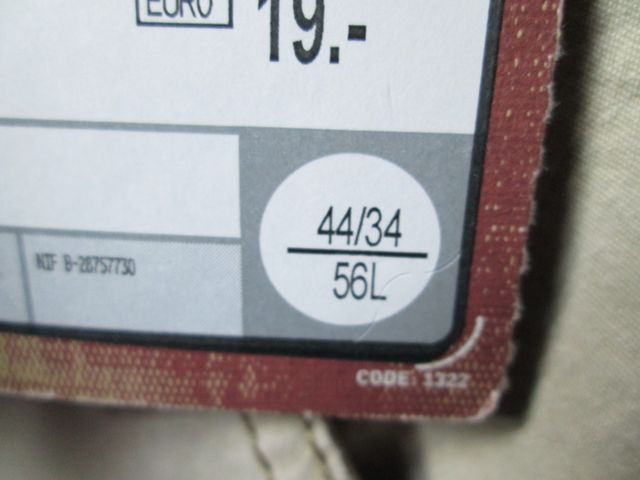 EURO
19.-
44/34
56L
NIF B-28757730
CODE: 1322